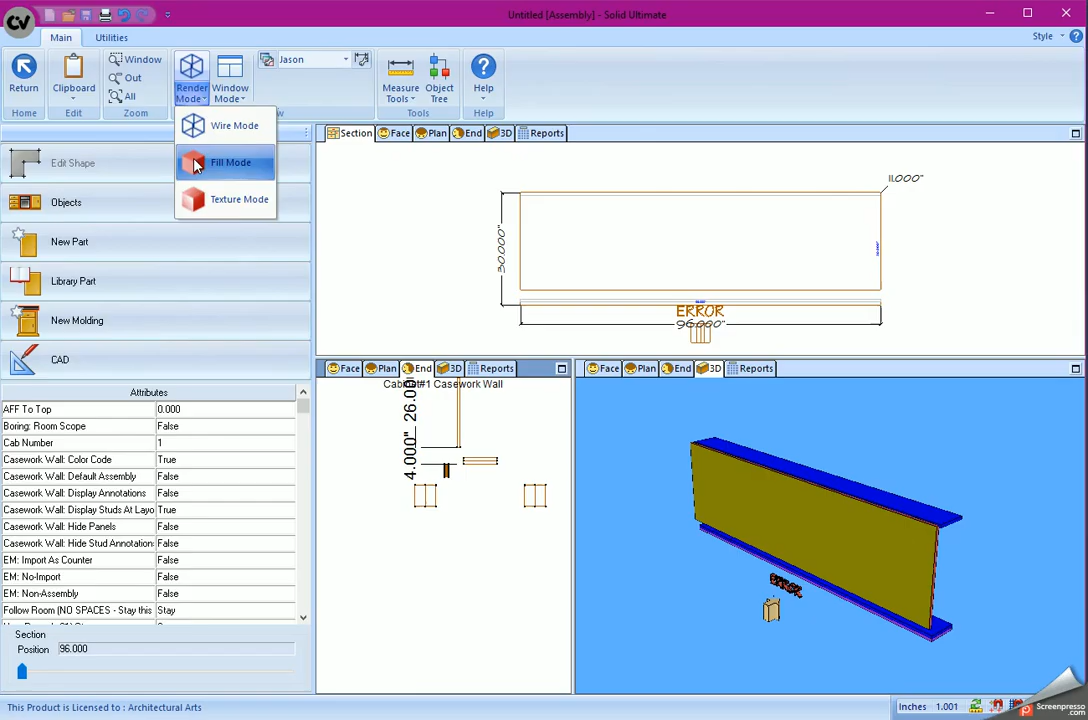 Untitled [Assembly] - Solid Ultimate
CV
Main
Utilities
Style
Return
Clipboard
Window
Out
All
Render Mode
Window Mode
Jason
Measure Tools
Object Tree
Help
Home
Edit
Zoom
w
Tools
Help
Wire Mode
Fill Mode
Texture Mode
Edit Shape
Objects
New Part
Library Part
New Molding
CAD
Attributes
AFF To Top 0.000
Boring: Room Scope False
Cab Number 1
Casework Wall: Color Code True
Casework Wall: Default Assembly False
Casework Wall: Display Annotations False
Casework Wall: Display Studs At Layo True
Casework Wall: Hide Panels False
Casework Wall: Hide Stud Annotation: False
EM: Import As Counter False
EM: No-Import False
EM: Non-Assembly False
Follow Room (NO SPACES - Stay this Stay
Section
Position 96.000
Section Face Plan End 3D Reports
11.000"
30.000"
ERROR
96.000"
Face Plan End 3D Reports
Cabinet#1 Casework Wall
26.00
4.000"
Face Plan End 3D Reports
ERROR
This Product is Licensed to : Architectural Arts
Inches 1.001
Screenpresso
.com